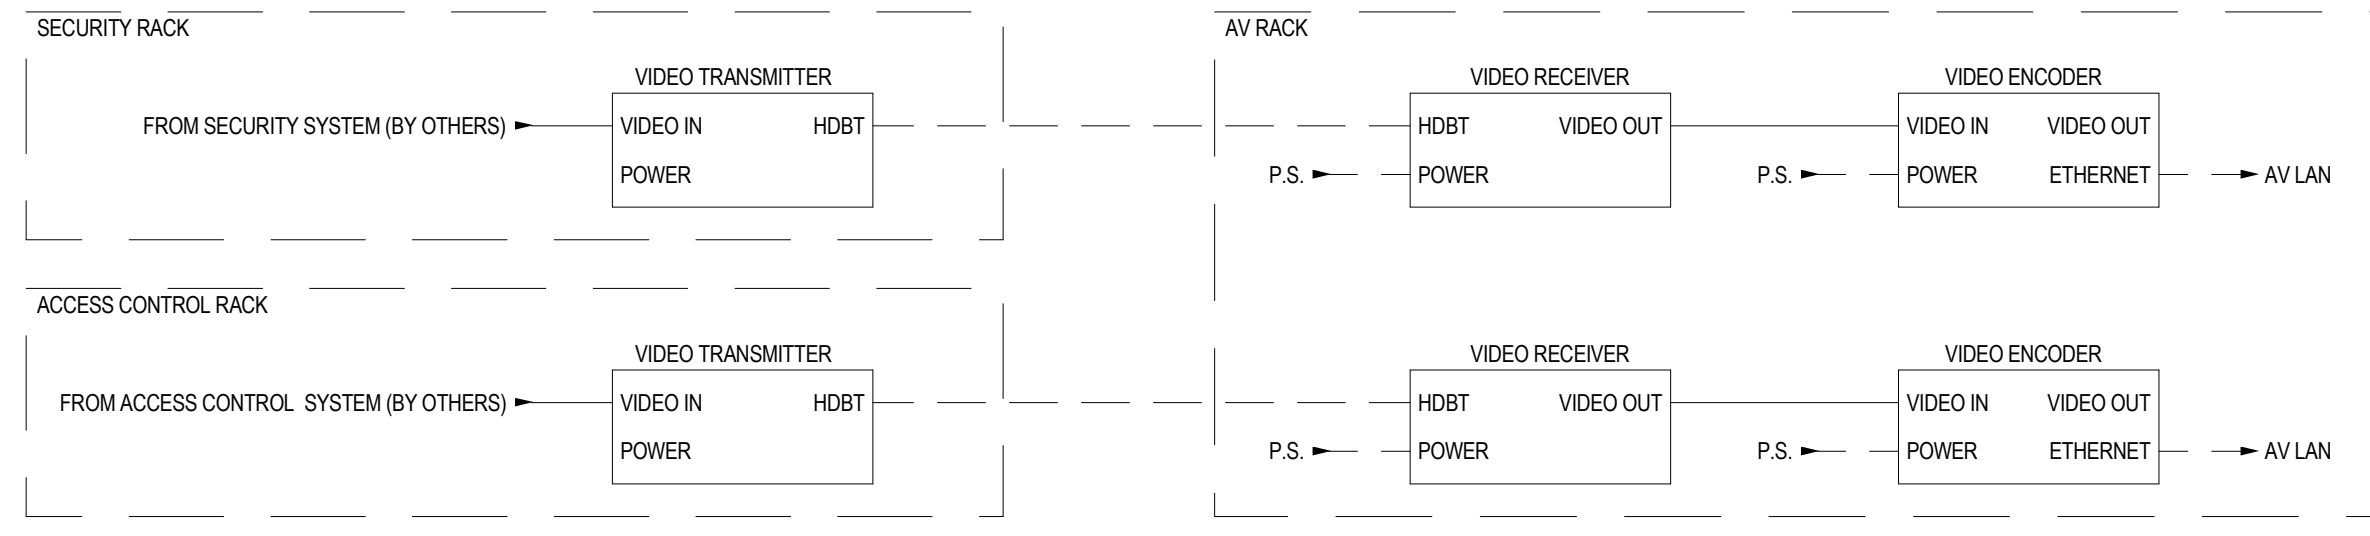 SECURITY RACK
AV RACK
VIDEO TRANSMITTER
VIDEO RECEIVER
VIDEO ENCODER
FROM SECURITY SYSTEM (BY OTHERS) VIDEO IN HDBT HDBT VIDEO OUT VIDEO IN VIDEO OUT
POWER P.S. POWER P.S. POWER ETHERNET AV LAN
ACCESS CONTROL RACK
VIDEO TRANSMITTER
VIDEO RECEIVER
VIDEO ENCODER
FROM ACCESS CONTROL SYSTEM (BY OTHERS) VIDEO IN HDBT HDBT VIDEO OUT VIDEO IN VIDEO OUT
POWER P.S. POWER P.S. POWER ETHERNET AV LAN